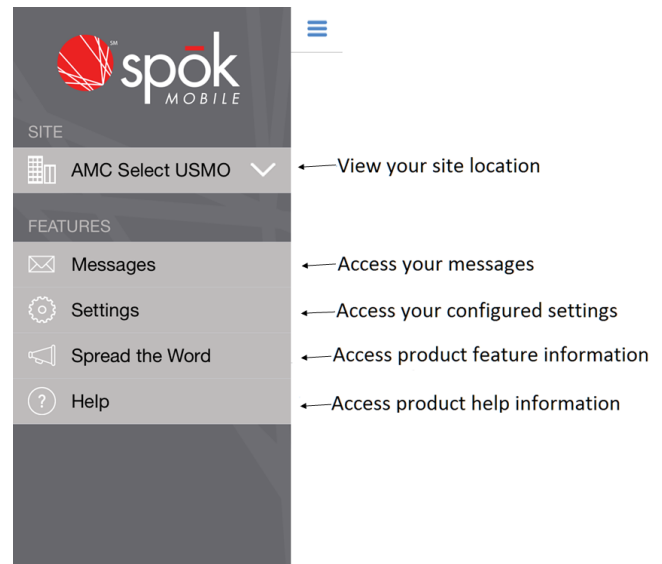 SM
spōk
MOBILE
SITE
AMC Select USMO
View your site location
FEATURES
Messages
Access your messages
Settings
Access your configured settings
Spread the Word
Access product feature information
? Help
Access product help information